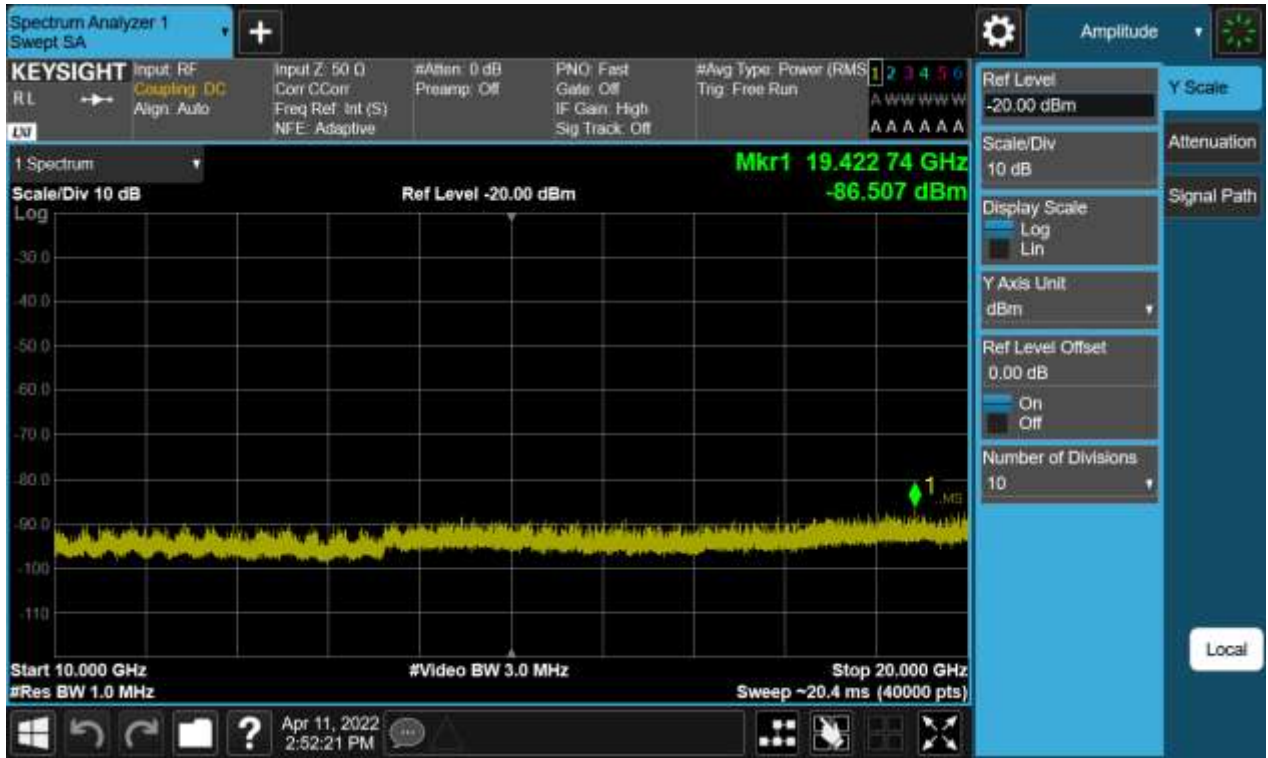 Spectrum Analyzer 1
Swept SA
Amplitude
KEYSIGHT
RL
LXI
Input: RF
Coupling: DC
Align: Auto
Input Z: 50 Ω
Corr CCorr
Freq Ref: Int (S)
NFE: Adaptive
#Atten: 0 dB
Preamp: Off
PNO: Fast
Gate: Off
IF Gain: High
Sig Track: Off
#Avg Type: Power (RMS
Trig: Free Run
1 2 3 4 5 6
A W W W W W
A A A A A A
1 Spectrum
Mkr1 19.422 74 GHz
Scale/Div 10 dB
Ref Level -20.00 dBm
-86.507 dBm
Log
-30.0
-40.0
-50.0
-60.0
-70.0
-80.0
1
-90.0
-100
-110
Start 10.000 GHz
#Video BW 3.0 MHz
Stop 20.000 GHz
#Res BW 1.0 MHz
Sweep ~20.4 ms (40000 pts)
Ref Level
-20.00 dBm
Scale/Div
10 dB
Display Scale
Log
Lin
Y Axis Unit
dBm
Ref Level Offset
0.00 dB
On
Off
Number of Divisions
10
Y Scale
Attenuation
Signal Path
Local
?
Apr 11, 2022
2:52:21 PM